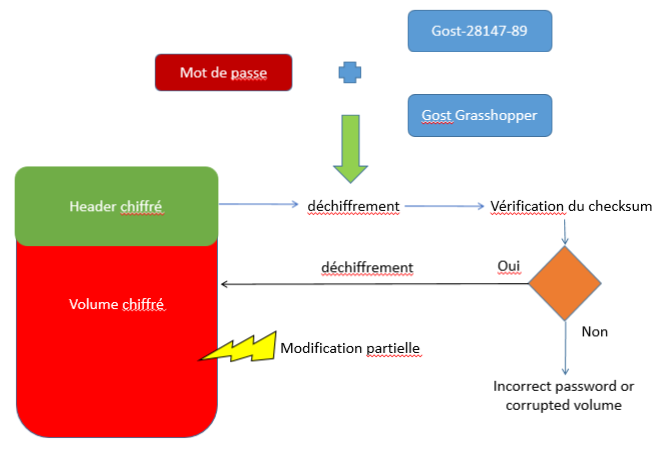 Gost-28147-89
Mot de passe
Gost Grasshopper
Header chiffré
déchiffrement
Vérification du checksum
déchiffrement
Oui
Volume chiffré
Non
Modification partielle
Incorrect password or
corrupted volume